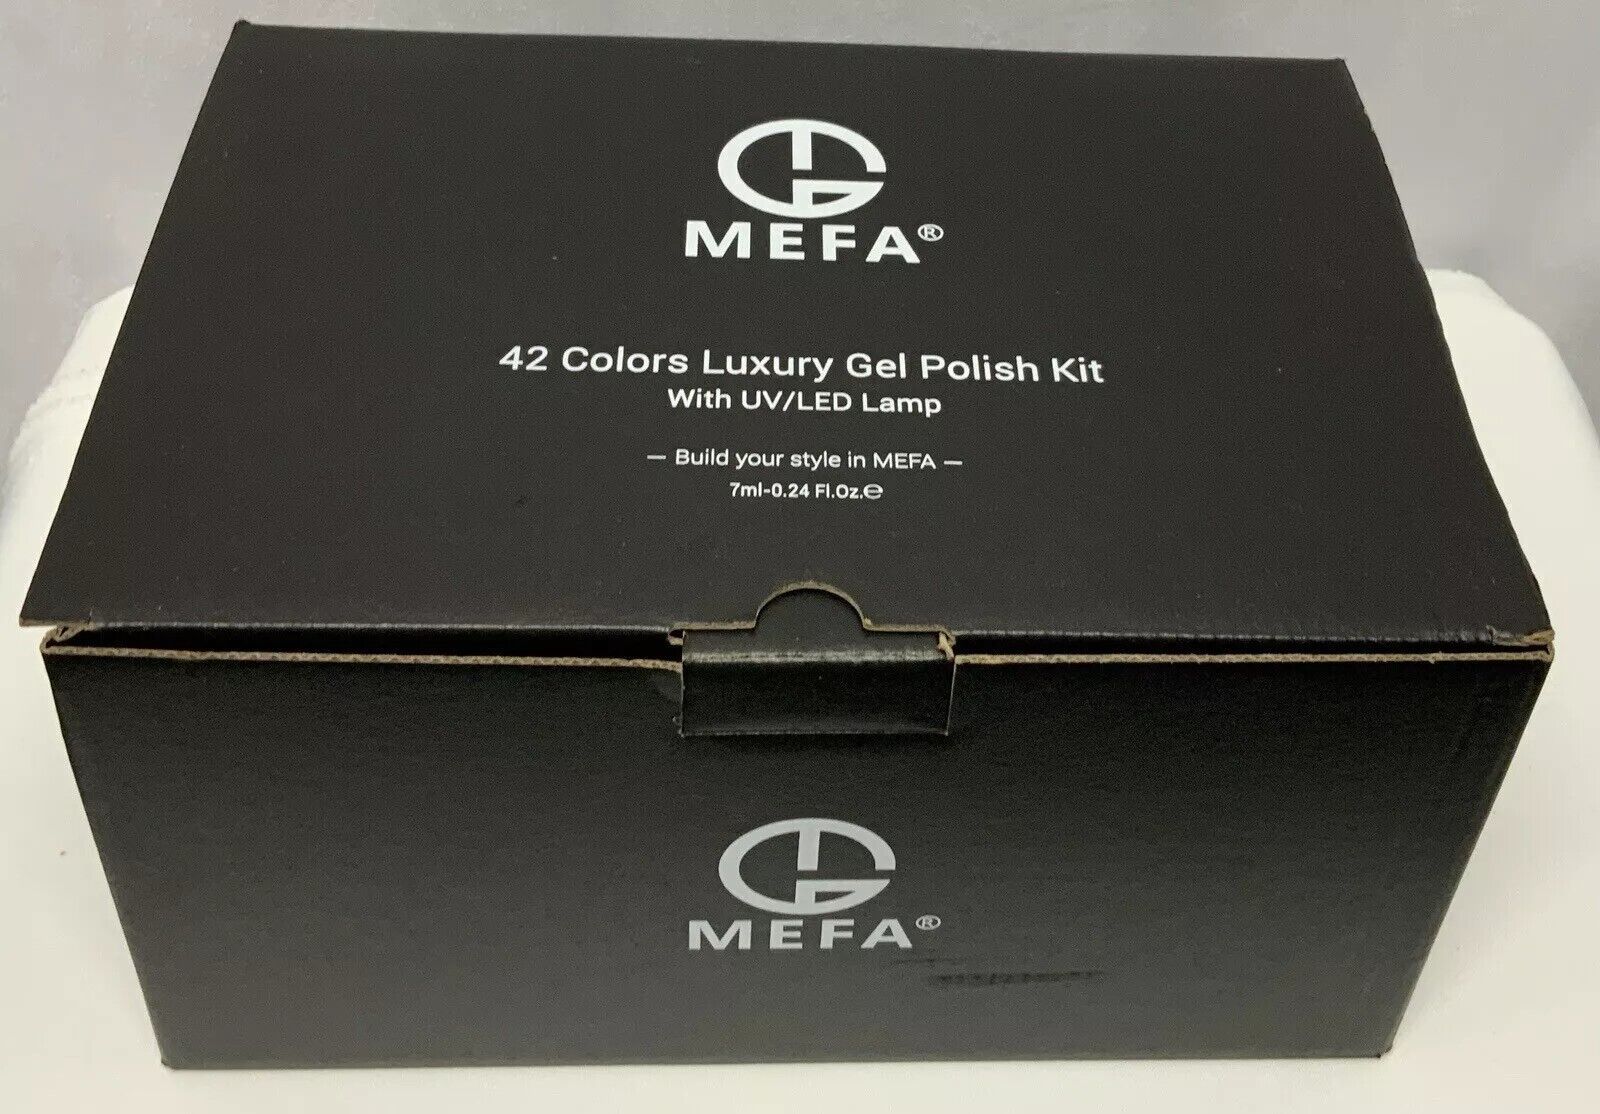 MEFA®
42 Colors Luxury Gel Polish Kit
With UV/LED Lamp
— Build your style in MEFA —
7ml-0.24 Fl.Oz.℮
MEFA®